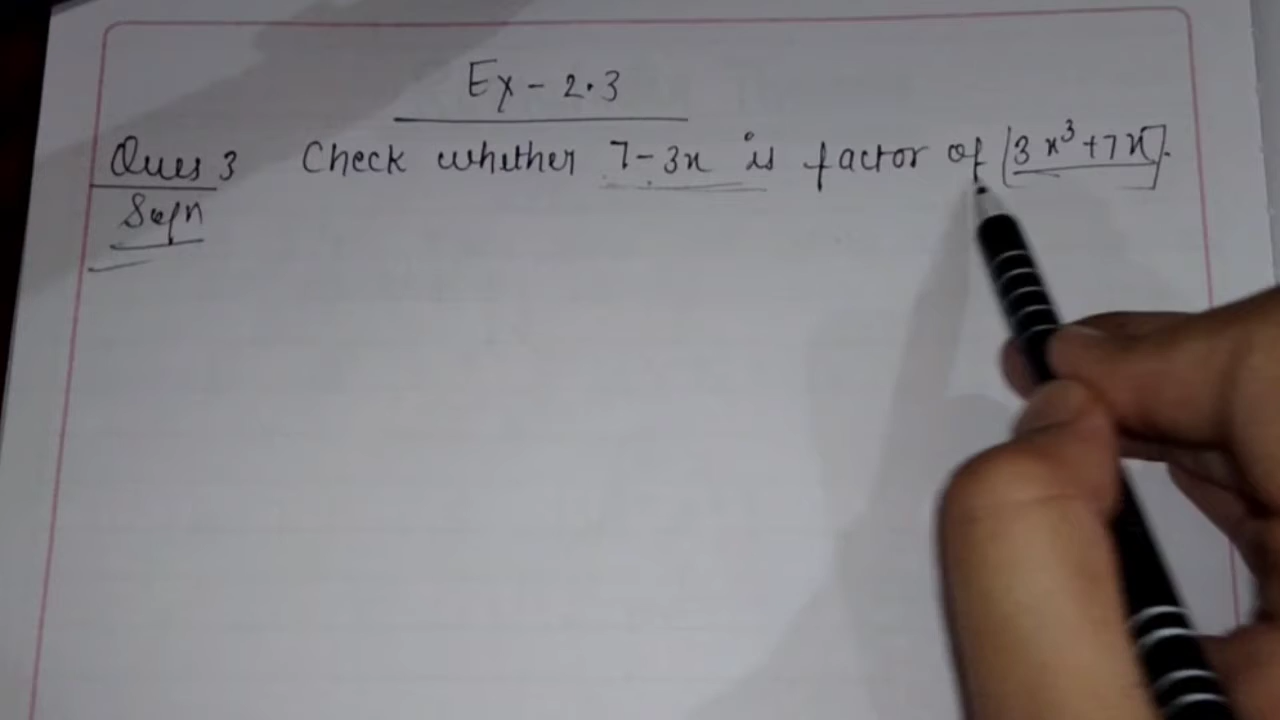 Ex - 2.3
Ques 3 Check whether 7-3x is factor of [3x³+7x].
Soln